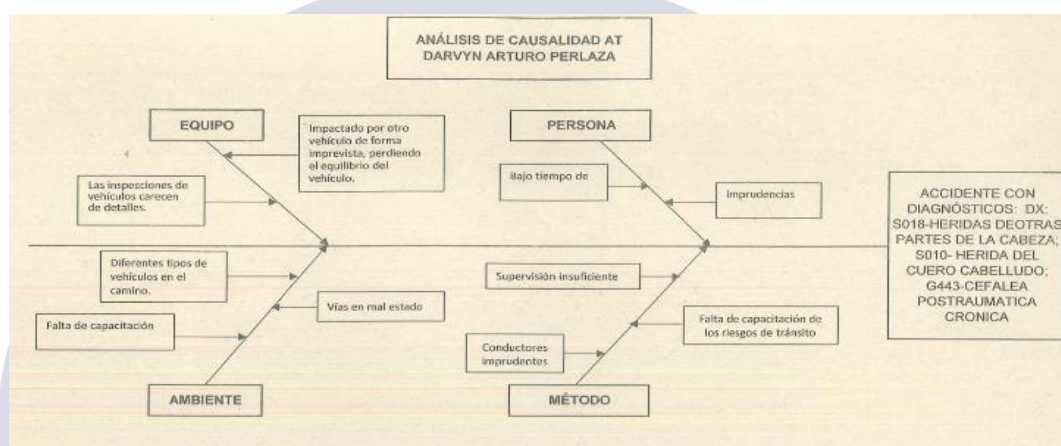 ANÁLISIS DE CAUSALIDAD AT
DARVYN ARTURO PERLAZA
EQUIPO
Impactado por otro
vehículo de forma
imprevista, perdiendo
el equilibrio del
vehículo.
Las inspecciones de
vehículos carecen
de detalles.
PERSONA
Bajo tiempo de
Imprudencias
ACCIDENTE CON
DIAGNÓSTICOS: DX:
S018-HERIDAS DEOTRAS
PARTES DE LA CABEZA;
S010- HERIDA DEL
CUERO CABELLUDO;
G443-CEFALEA
POSTRAUMATICA
CRONICA
Diferentes tipos de
vehículos en el
camino.
Vías en mal estado
Falta de capacitación
AMBIENTE
Supervisión insuficiente
Falta de capacitación de
los riesgos de tránsito
Conductores
imprudentes
MÉTODO